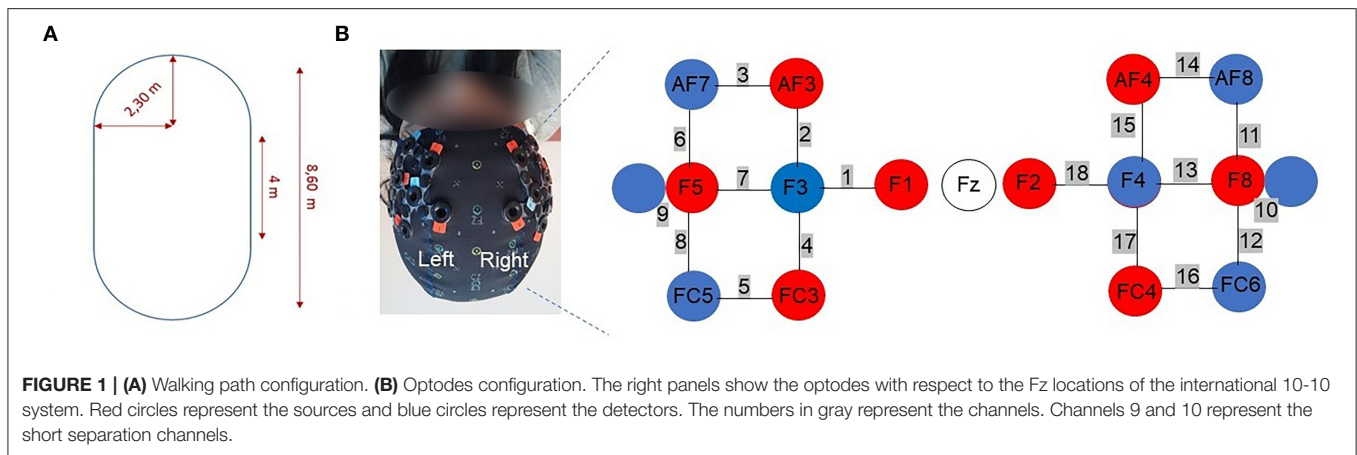 A
B
2,30 m
4 m
8,60 m
FZ
Left Right
AF7 3 AF3
6 2
F5 7 F3 1 F1 Fz F2 18 F4 13 F8
9 10
8 4
FC5 5 FC3
AF4 14 AF8
15 11
17 12
FC4 16 FC6
FIGURE 1 | (A) Walking path configuration. (B) Optodes configuration. The right panels show the optodes with respect to the Fz locations of the international 10-10
system. Red circles represent the sources and blue circles represent the detectors. The numbers in gray represent the channels. Channels 9 and 10 represent the
short separation channels.